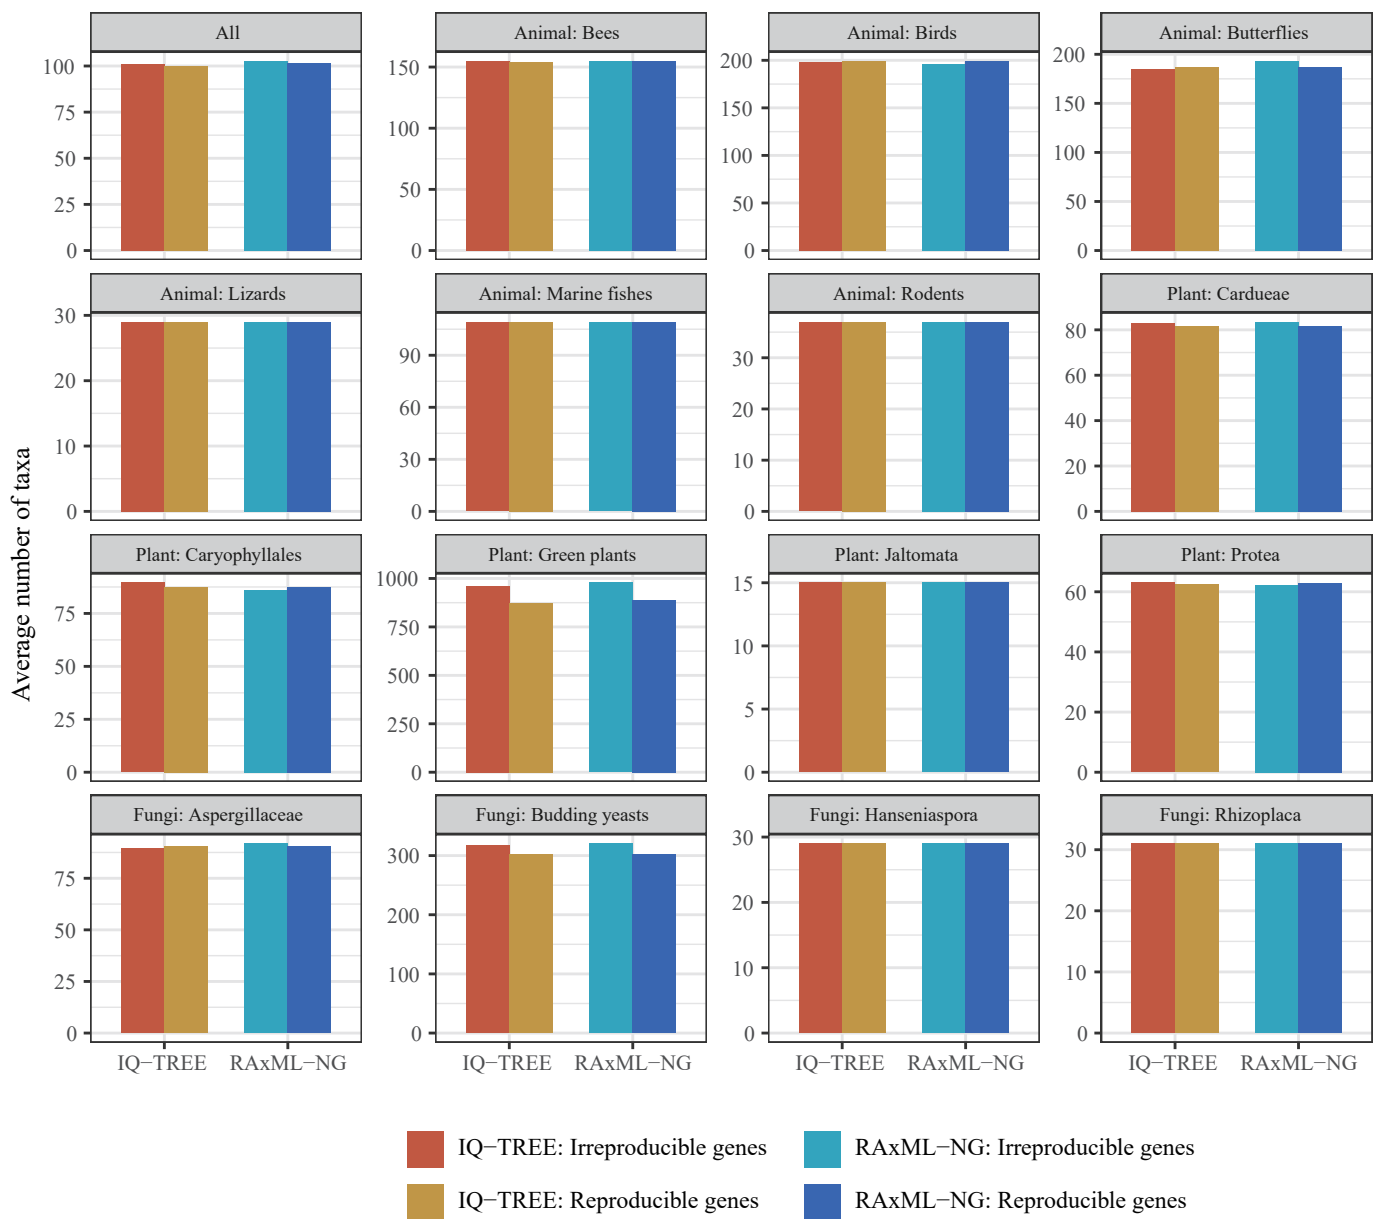 Average number of taxa
All
Animal: Bees
Animal: Birds
Animal: Butterflies
100
75
50
25
0
150
100
50
0
200
150
100
50
0
200
150
100
50
0
Animal: Lizards
Animal: Marine fishes
Animal: Rodents
Plant: Cardueae
30
20
10
0
90
60
30
0
30
20
10
0
80
60
40
20
0
Plant: Caryophyllales
Plant: Green plants
Plant: Jaltomata
Plant: Protea
75
50
25
0
1000
750
500
250
0
15
10
5
0
60
40
20
0
Fungi: Aspergillaceae
Fungi: Budding yeasts
Fungi: Hanseniaspora
Fungi: Rhizoplaca
75
50
25
0
300
200
100
0
30
20
10
0
30
20
10
0
IQ−TREE RAxML−NG
IQ−TREE RAxML−NG
IQ−TREE RAxML−NG
IQ−TREE RAxML−NG
IQ−TREE: Irreproducible genes
RAxML−NG: Irreproducible genes
IQ−TREE: Reproducible genes
RAxML−NG: Reproducible genes